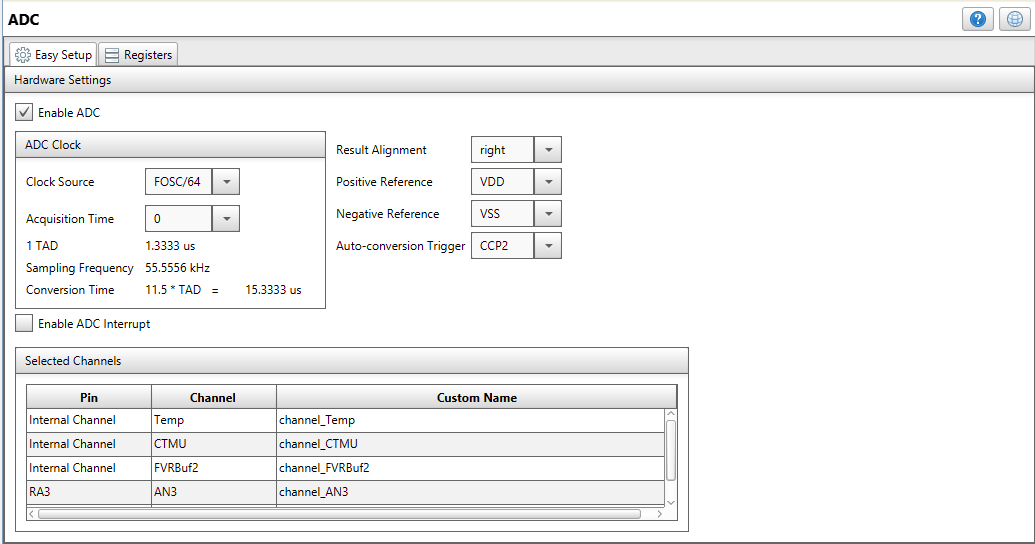 ADC
Easy Setup Registers
Hardware Settings
Enable ADC
ADC Clock
Clock Source FOSC/64
Acquisition Time 0
1 TAD 1.3333 us
Sampling Frequency 55.5556 kHz
Conversion Time 11.5 * TAD = 15.3333 us
Result Alignment right
Positive Reference VDD
Negative Reference VSS
Auto-conversion Trigger CCP2
Enable ADC Interrupt
Selected Channels
Pin Channel Custom Name
Internal Channel Temp channel_Temp
Internal Channel CTMU channel_CTMU
Internal Channel FVRBuf2 channel_FVRBuf2
RA3 AN3 channel_AN3